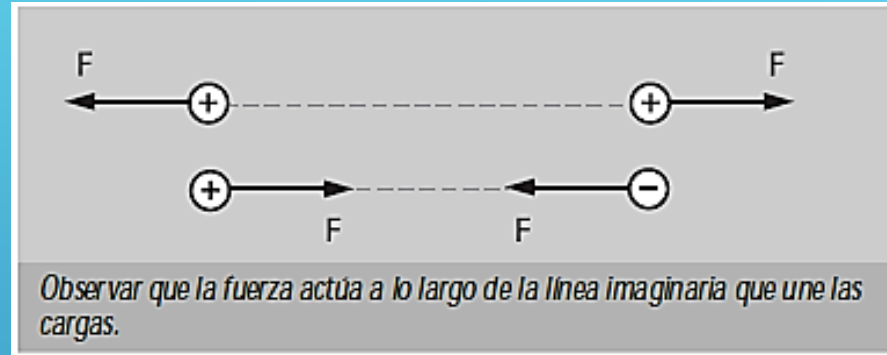 F F
+ +
+ −
F F
Observar que la fuerza actúa a lo largo de la línea imaginaria que une las
cargas.